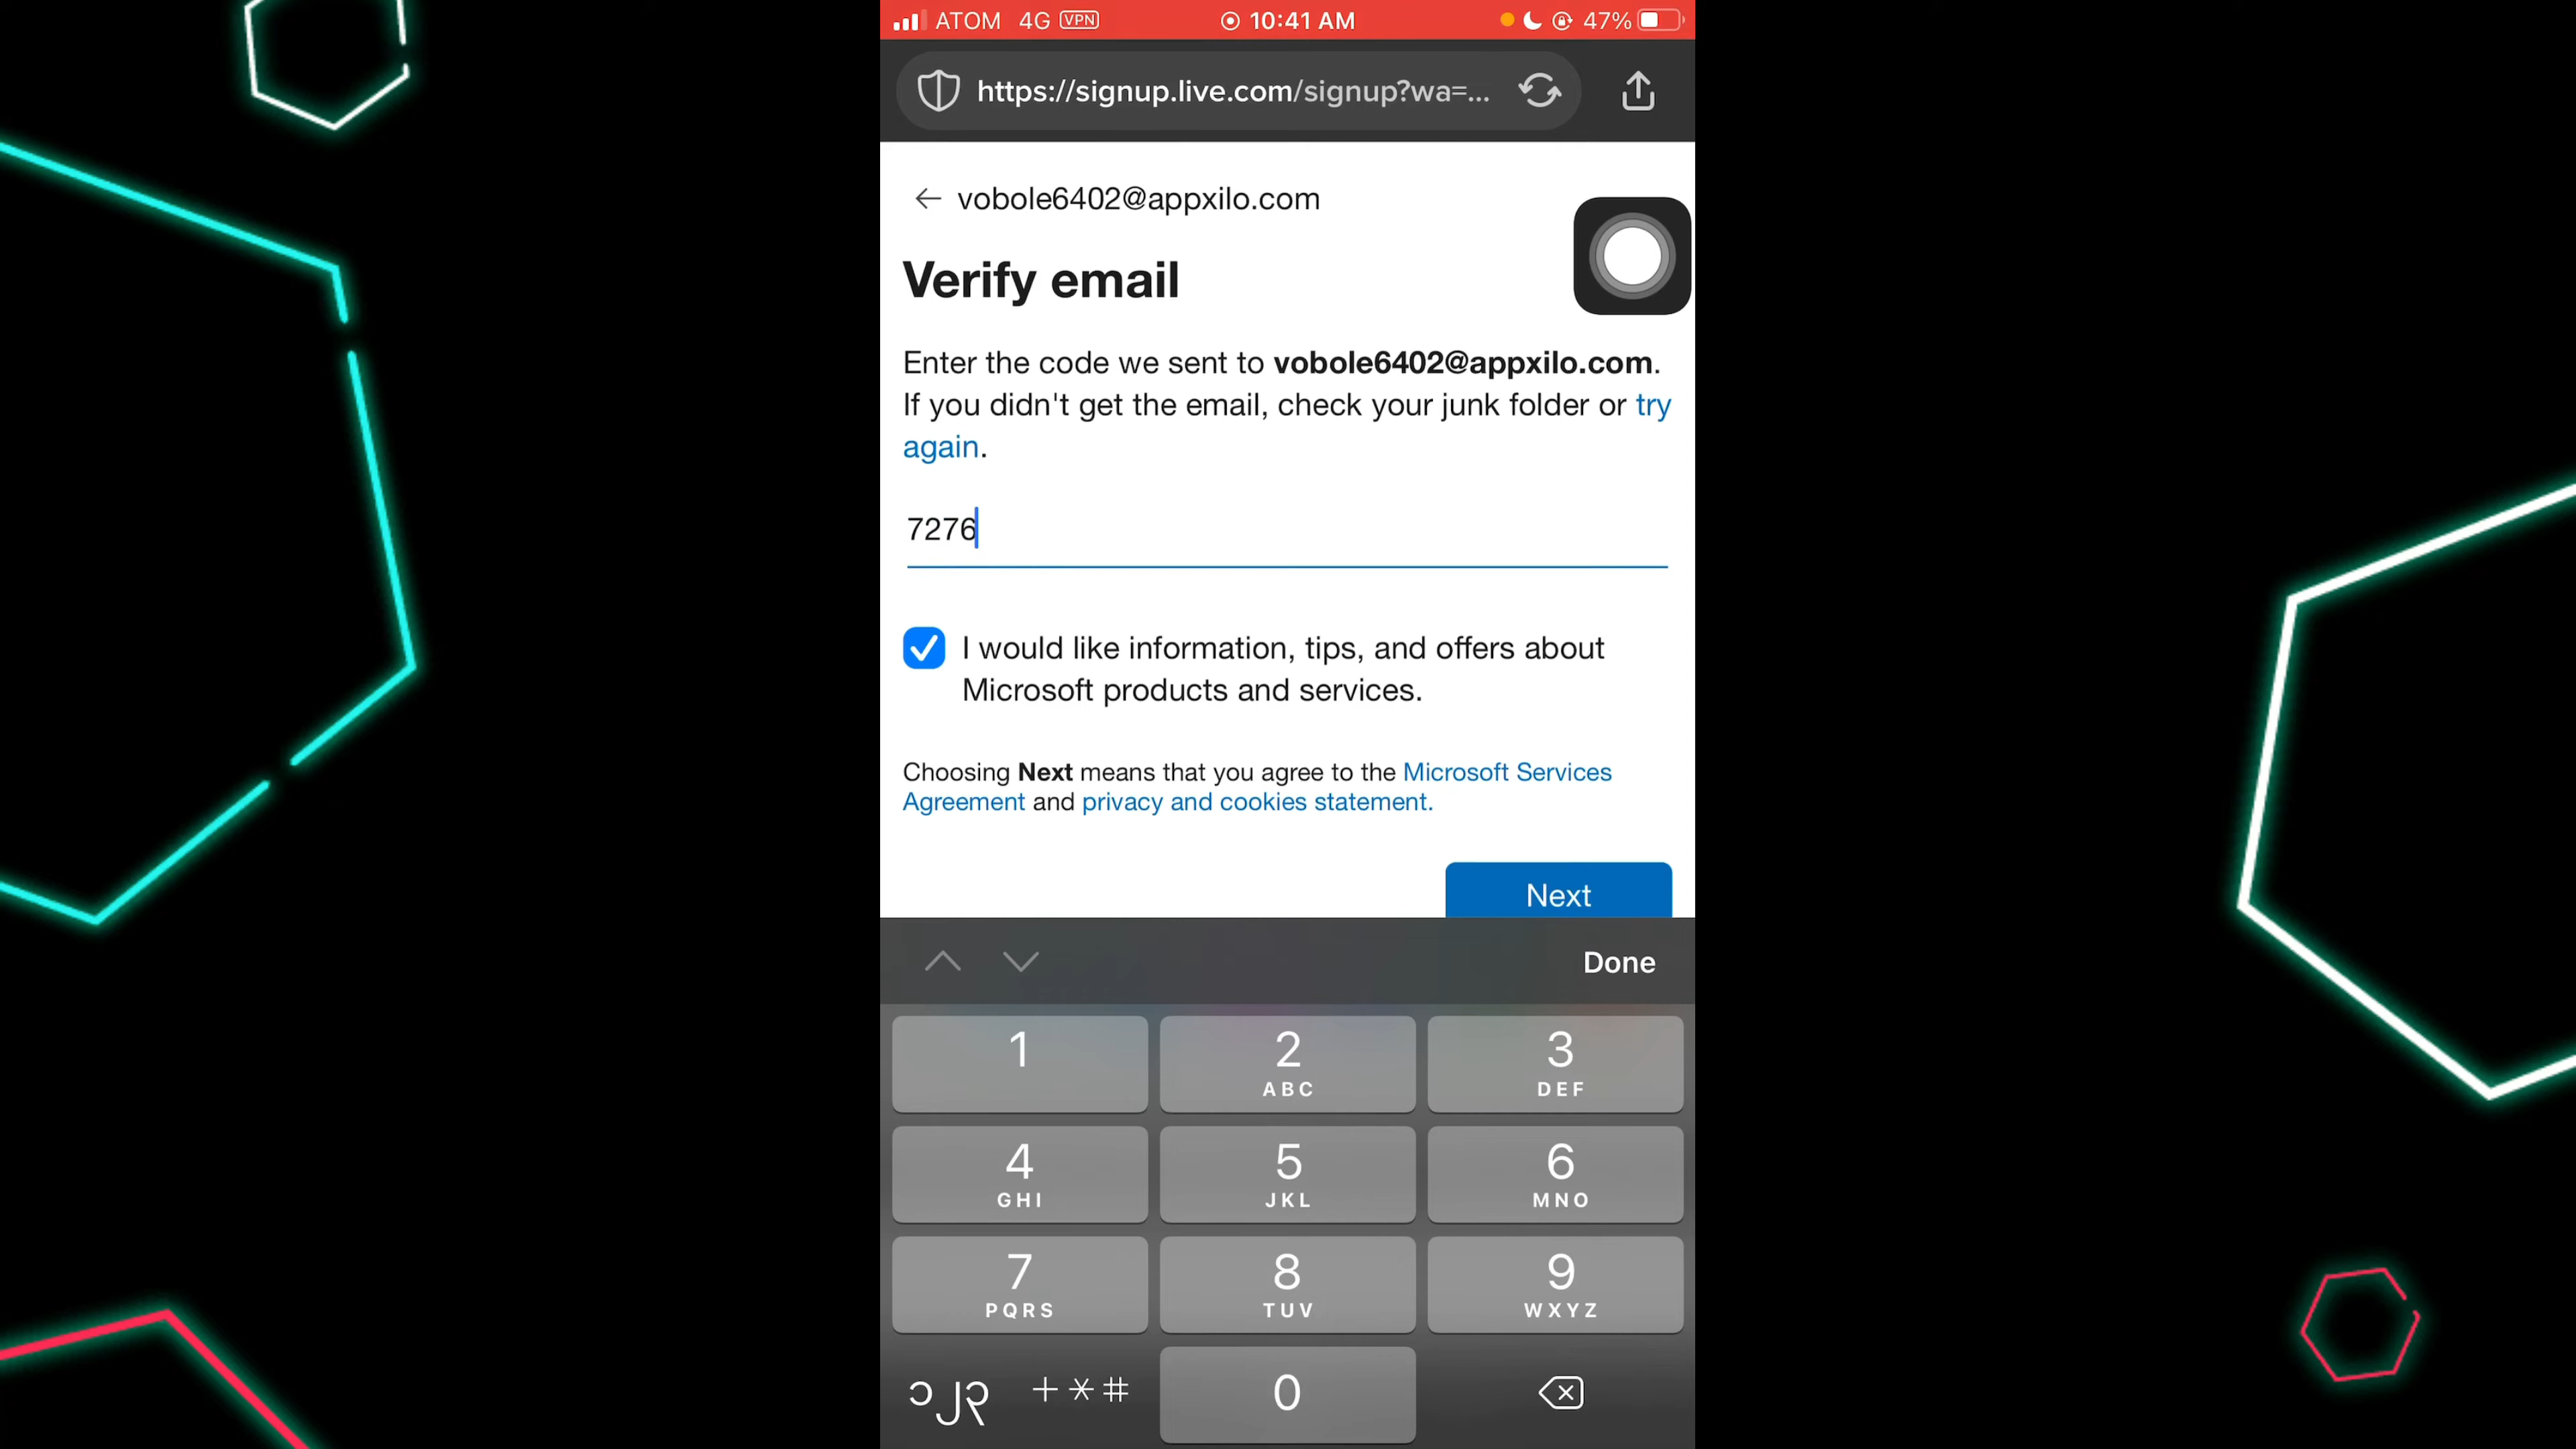 ATOM 4G VPN 10:41 AM 47%
https://signup.live.com/signup?wa=...
vobole6402@appxilo.com
Verify email
Enter the code we sent to vobole6402@appxilo.com.
If you didn't get the email, check your junk folder or try
again.
7276
I would like information, tips, and offers about
Microsoft products and services.
Choosing Next means that you agree to the Microsoft Services
Agreement and privacy and cookies statement.
Next
Done
1 2 3
ABC DEF
4 5 6
GHI JKL MNO
7 8 9
PQRS TUV WXYZ
၁၂၃ +*# 0